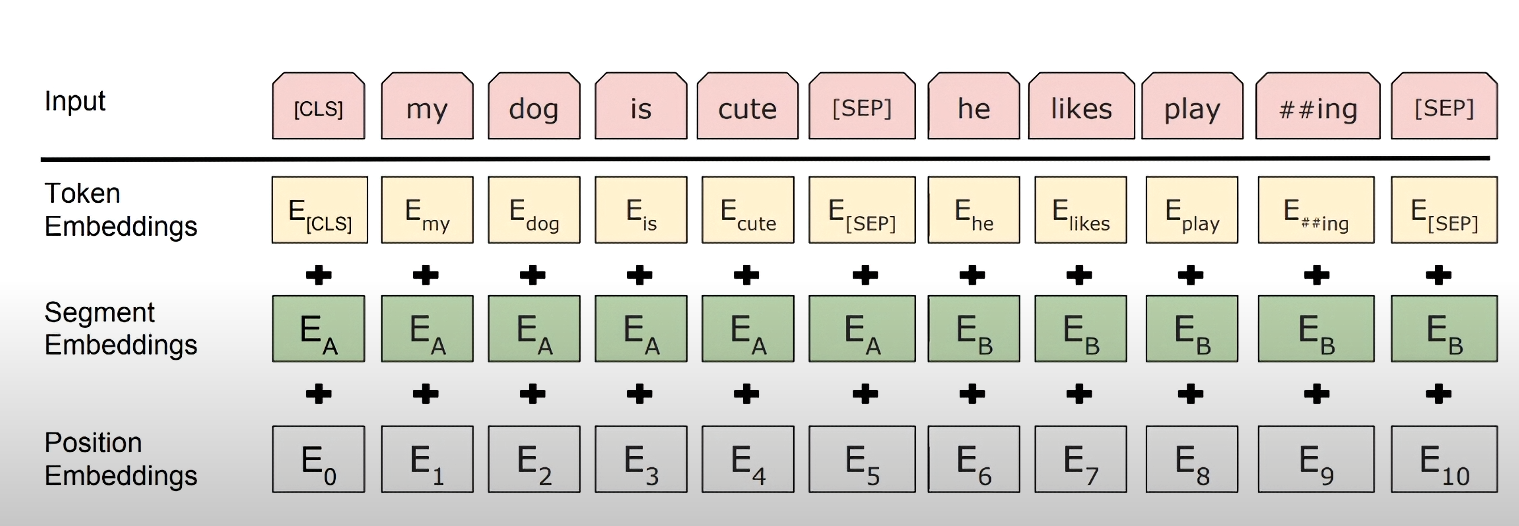 Input [CLS] my dog is cute [SEP] he likes play ##ing [SEP]
Token
Embeddings E[CLS] Emy Edog Eis Ecute E[SEP] Ehe Elikes Eplay E##ing E[SEP]
+ + + + + + + + + + +
Segment
Embeddings EA EA EA EA EA EA EB EB EB EB EB
+ + + + + + + + + + +
Position
Embeddings E0 E1 E2 E3 E4 E5 E6 E7 E8 E9 E10